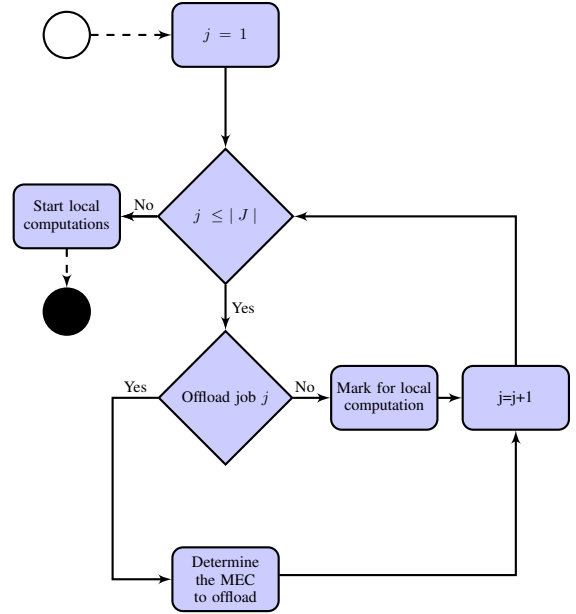 j = 1
No
Start local
computations
j ≤ | J |
Yes
Yes
Offload job j
No
Mark for local
computation
j=j+1
Determine
the MEC
to offload